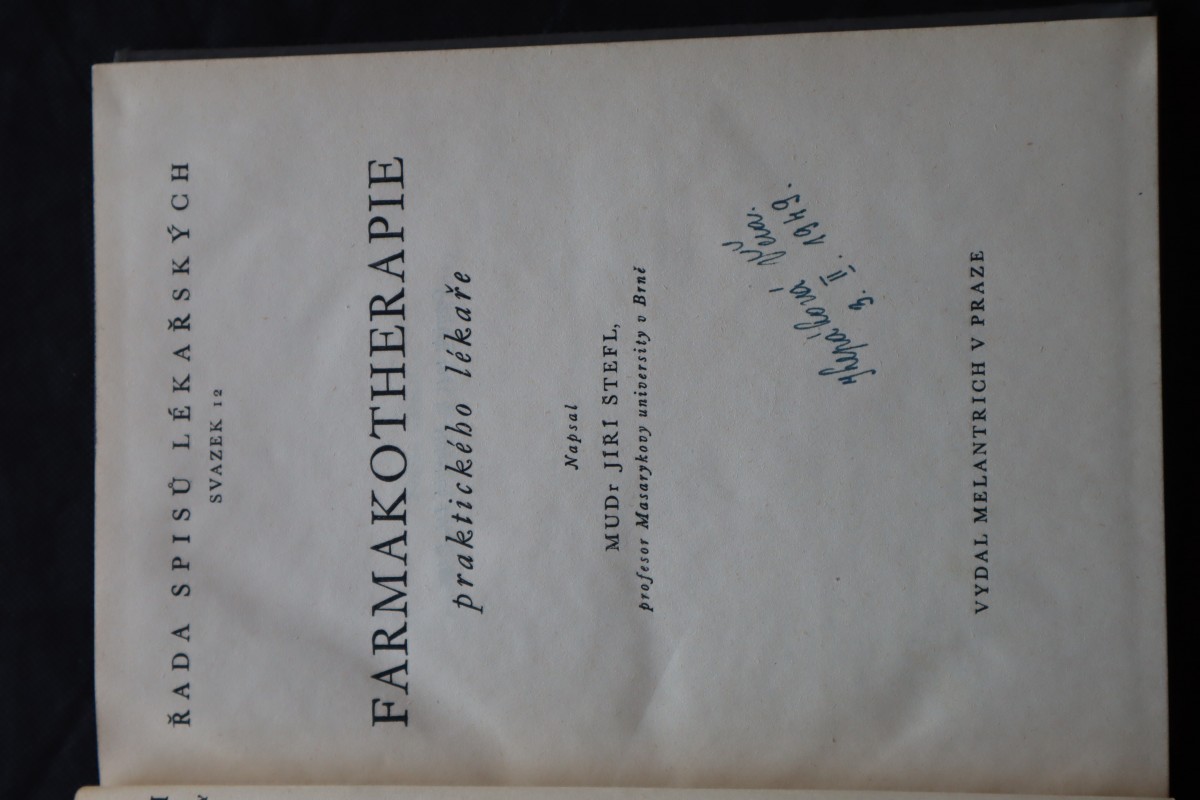 ŘADA SPISŮ LÉKAŘSKÝCH
SVAZEK 12
FARMAKOTHERAPIE
praktického lékaře
Napsal
MUDr JIŘÍ ŠTEFL,
profesor Masarykovy university v Brně
Věra.
3. II. 1949.
VYDAL MELANTRICH V PRAZE